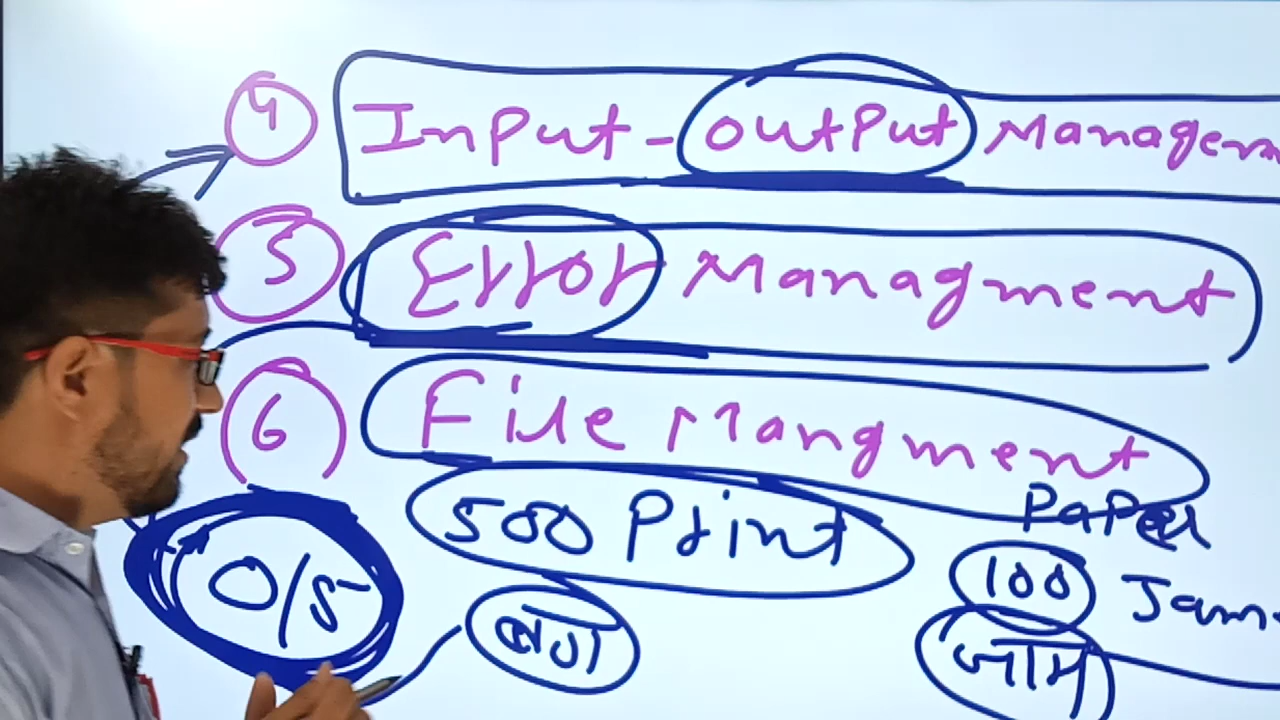 4 Input-output Managem
5 Error Managment
6 File Mangment
500 Print
Paper
O/S
100 Jam
जाम